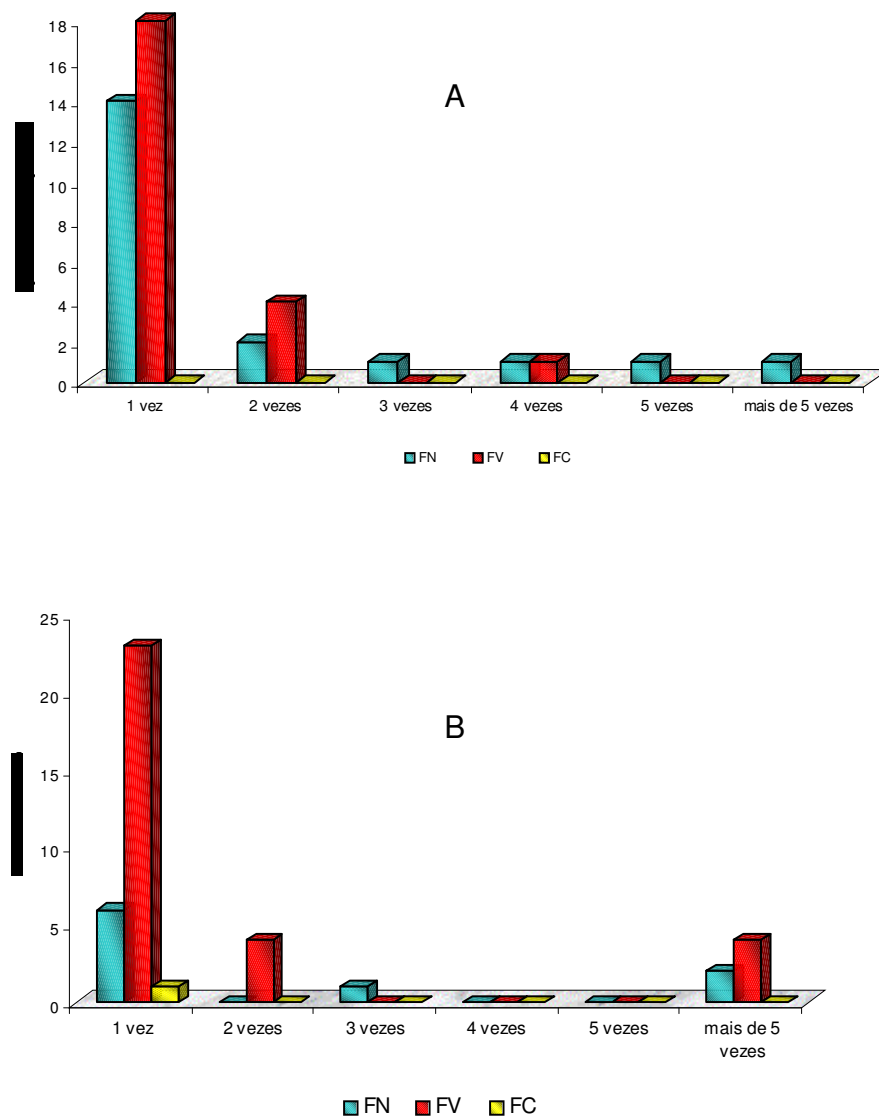 18
16
14
12
10
8
6
4
2
0
A
1 vez 2 vezes 3 vezes 4 vezes 5 vezes mais de 5 vezes
FN FV FC
25
20
15
10
5
0
B
1 vez 2 vezes 3 vezes 4 vezes 5 vezes mais de 5
vezes
FN FV FC